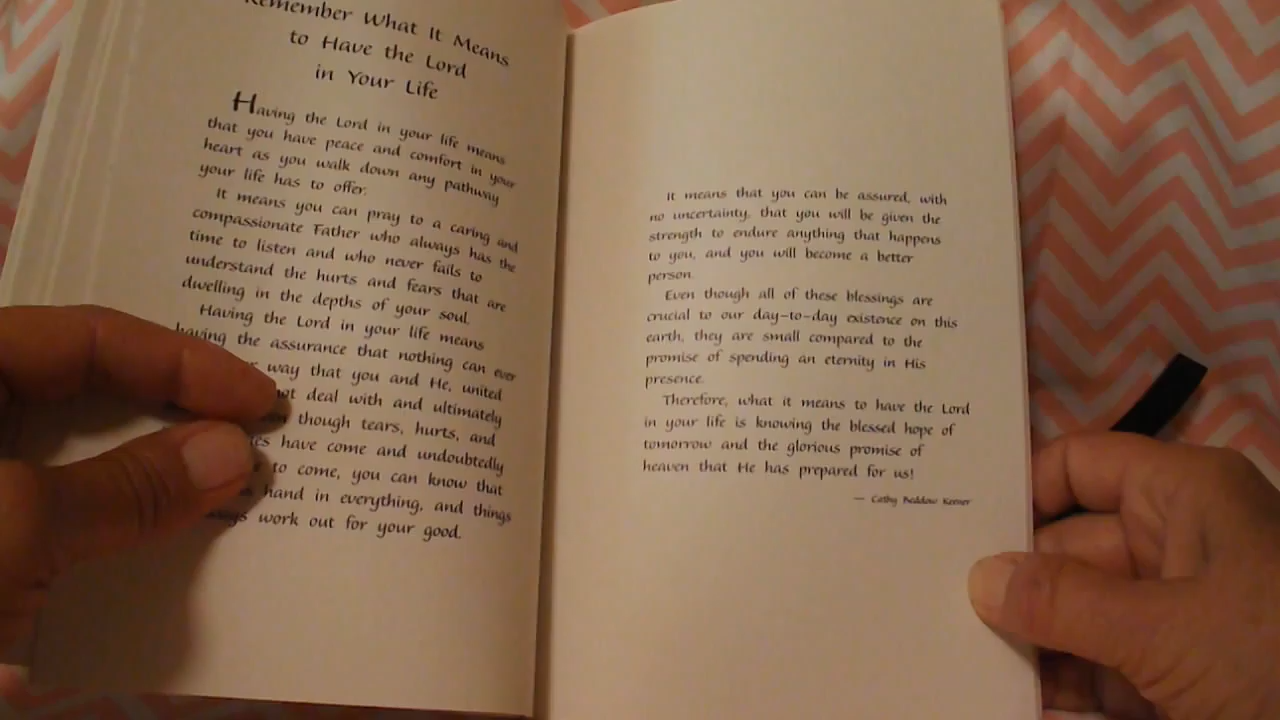 Remember What It Means
to Have the Lord
in Your Life
Having the Lord in your life means
that you have peace and comfort in your
heart as you walk down any pathway
your life has to offer.
It means you can pray to a caring and
compassionate Father who always has the
time to listen and who never fails to
understand the hurts and fears that are
dwelling in the depths of your soul.
Having the Lord in your life means
having the assurance that nothing can ever
way that you and He, united
not deal with and ultimately
though tears, hurts, and
have come and undoubtedly
to come, you can know that
hand in everything, and things
work out for your good.
It means that you can be assured, with
no uncertainty, that you will be given the
strength to endure anything that happens
to you, and you will become a better
person.
Even though all of these blessings are
crucial to our day-to-day existence on this
earth, they are small compared to the
promise of spending an eternity in His
presence.
Therefore, what it means to have the Lord
in your life is knowing the blessed hope of
tomorrow and the glorious promise of
heaven that He has prepared for us!
— Cathy Beddow Keener